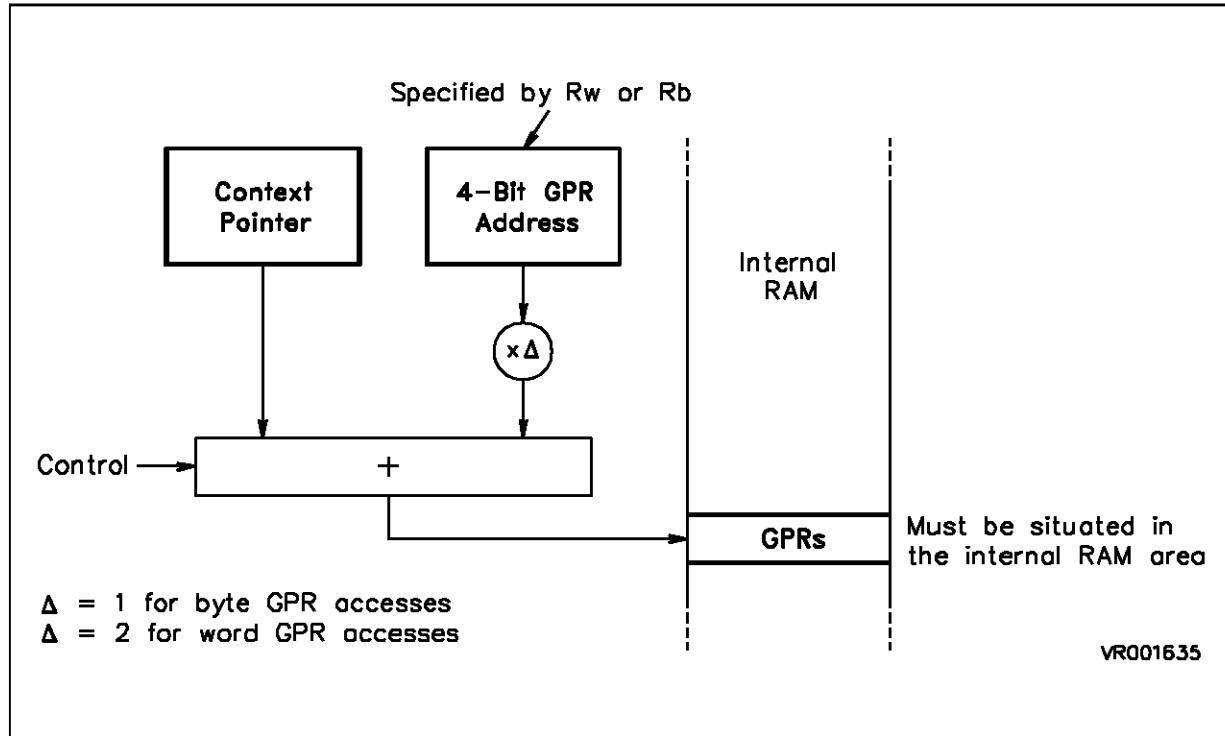 Specified by Rw or Rb
Context
Pointer
4-Bit GPR
Address
Internal
RAM
×Δ
Control
+
GPRs
Must be situated in
the internal RAM area
Δ = 1 for byte GPR accesses
Δ = 2 for word GPR accesses
VR001635